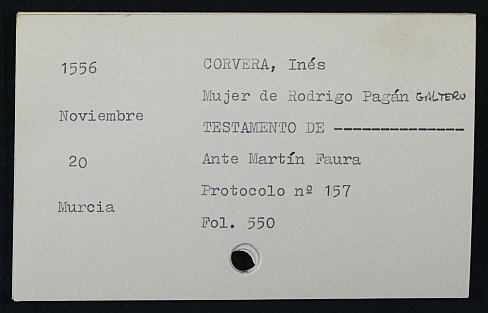 1556
CORVERA, Inés
Mujer de Rodrigo Pagán GALTERO
Noviembre
TESTAMENTO DE ---------------
20
Ante Martín Faura
Protocolo nº 157
Murcia
Fol. 550